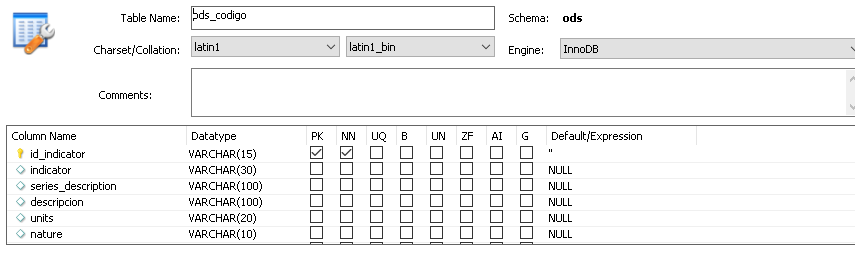 Table Name: ods_codigo Schema: ods
Charset/Collation: latin1 latin1_bin Engine: InnoDB
Comments:
Column Name Datatype PK NN UQ B UN ZF AI G Default/Expression
id_indicator VARCHAR(15) ''
indicator VARCHAR(30) NULL
series_description VARCHAR(100) NULL
descripcion VARCHAR(100) NULL
units VARCHAR(20) NULL
nature VARCHAR(10) NULL